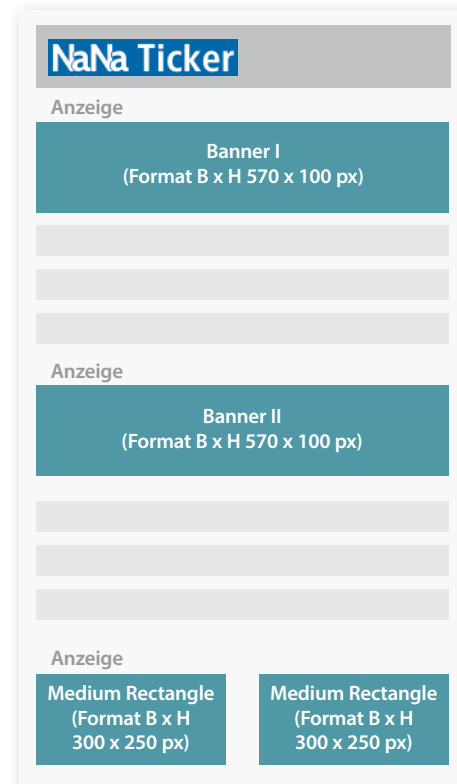 NaNa Ticker
Anzeige
Banner I
(Format B x H 570 x 100 px)
Anzeige
Banner II
(Format B x H 570 x 100 px)
Anzeige
Medium Rectangle
(Format B x H
300 x 250 px)
Medium Rectangle
(Format B x H
300 x 250 px)